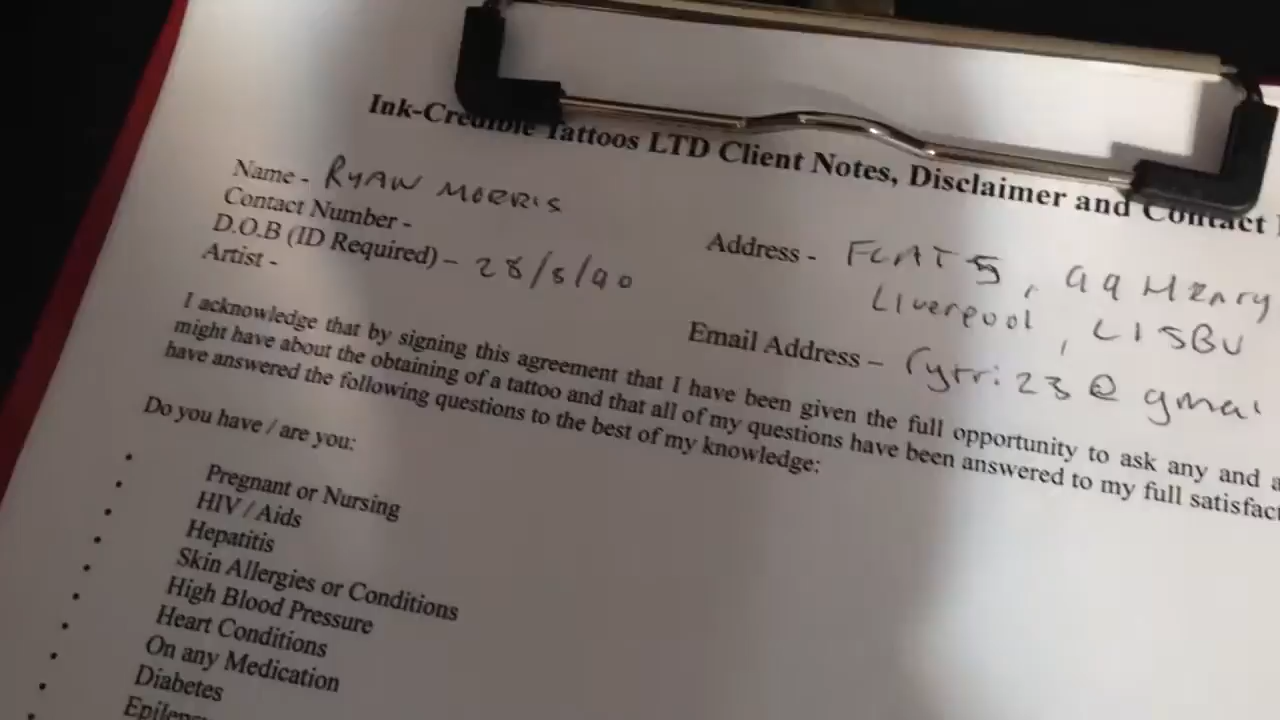 Ink-Credible Tattoos LTD Client Notes, Disclaimer and Contact
Name - RYAN MORRIS
Contact Number -
D.O.B (ID Required) – 28/5/90
Artist -
Address - FLAT 5, 99 HENRY
LIVERPOOL, L15BU
Email Address – ryrri23@gmai
I acknowledge that by signing this agreement that I have been given the full opportunity to ask any and
might have about the obtaining of a tattoo and that all of my questions have been answered to my full
have answered the following questions to the best of my knowledge;
Do you have / are you:
• Pregnant or Nursing
• HIV / Aids
• Hepatitis
• Skin Allergies or Conditions
• High Blood Pressure
• Heart Conditions
• On any Medication
• Diabetes